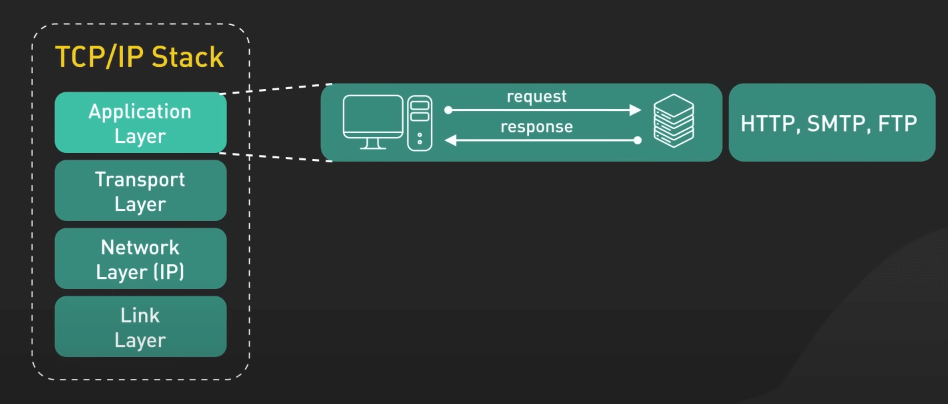 TCP/IP Stack
Application
Layer
Transport
Layer
Network
Layer (IP)
Link
Layer
request
response
HTTP, SMTP, FTP